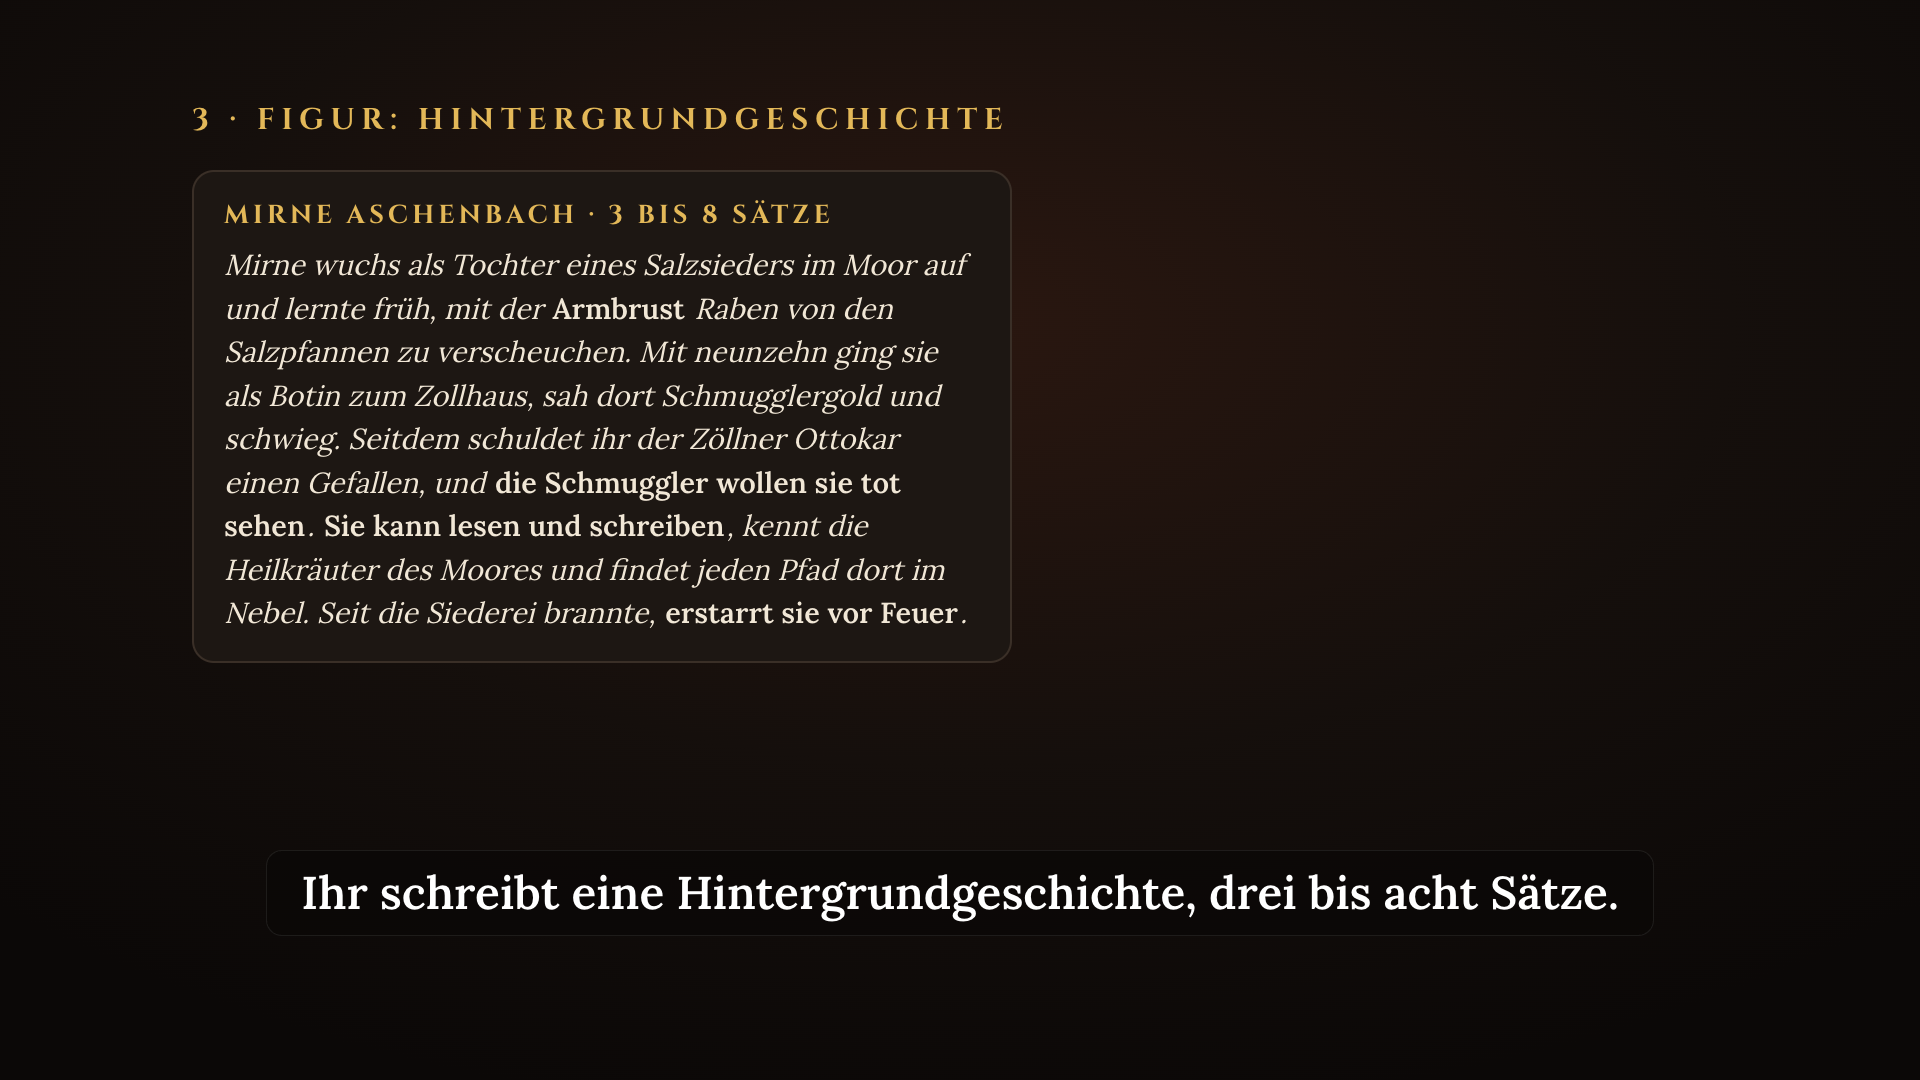 3 · FIGUR: HINTERGRUNDGESCHICHTE
MIRNE ASCHENBACH · 3 BIS 8 SÄTZE
Mirne wuchs als Tochter eines Salzsieders im Moor auf
und lernte früh, mit der Armbrust Raben von den
Salzpfannen zu verscheuchen. Mit neunzehn ging sie
als Botin zum Zollhaus, sah dort Schmugglergold und
schwieg. Seitdem schuldet ihr der Zöllner Ottokar
einen Gefallen, und die Schmuggler wollen sie tot
sehen. Sie kann lesen und schreiben, kennt die
Heilkräuter des Moores und findet jeden Pfad dort im
Nebel. Seit die Siederei brannte, erstarrt sie vor Feuer.
Ihr schreibt eine Hintergrundgeschichte, drei bis acht Sätze.